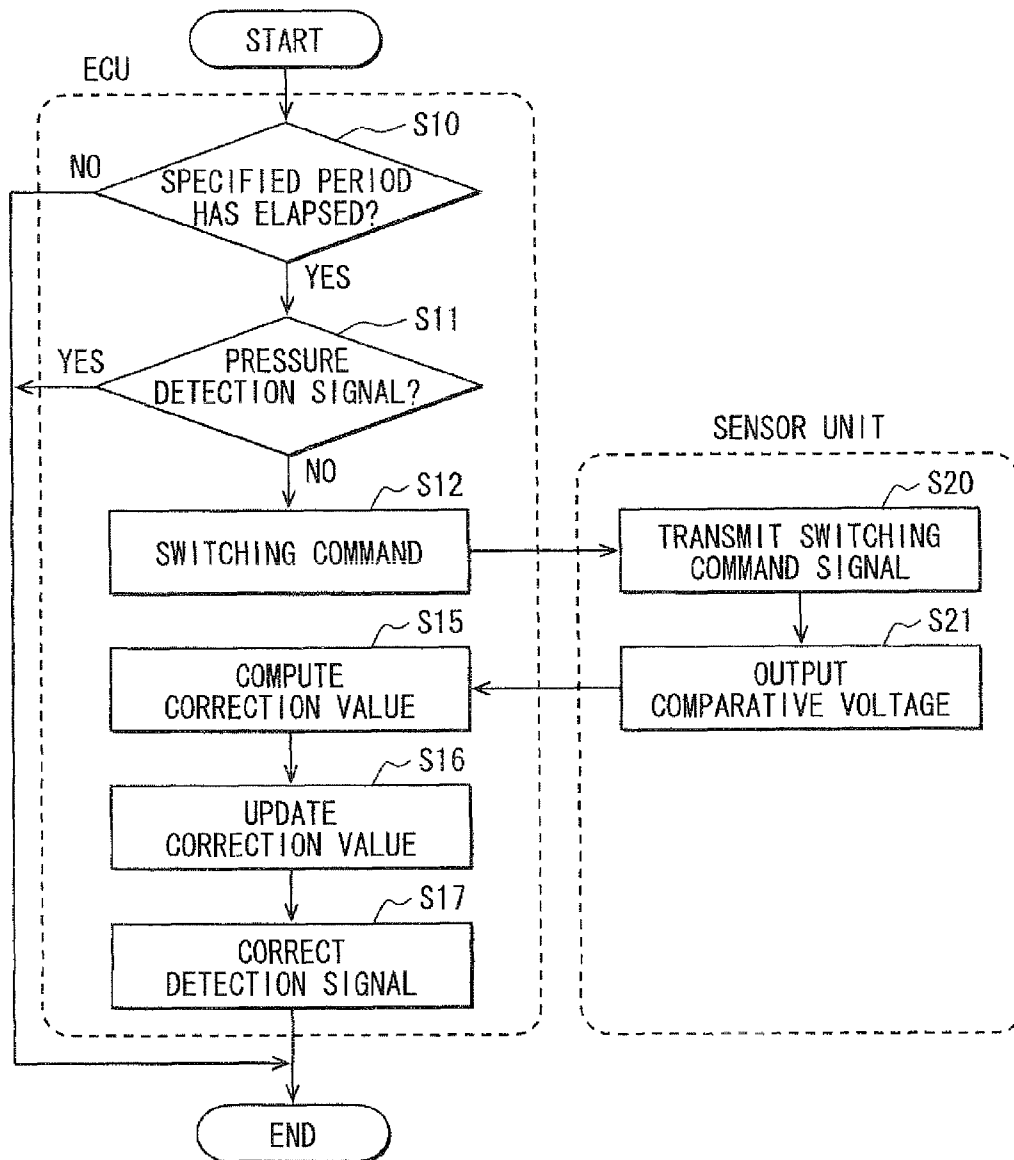 START
ECU
S10
NO
SPECIFIED PERIOD
HAS ELAPSED?
YES
S11
YES
PRESSURE
DETECTION SIGNAL?
NO
SENSOR UNIT
S12
SWITCHING COMMAND
S20
TRANSMIT SWITCHING
COMMAND SIGNAL
S15
COMPUTE
CORRECTION VALUE
S21
OUTPUT
COMPARATIVE VOLTAGE
S16
UPDATE
CORRECTION VALUE
S17
CORRECT
DETECTION SIGNAL
END